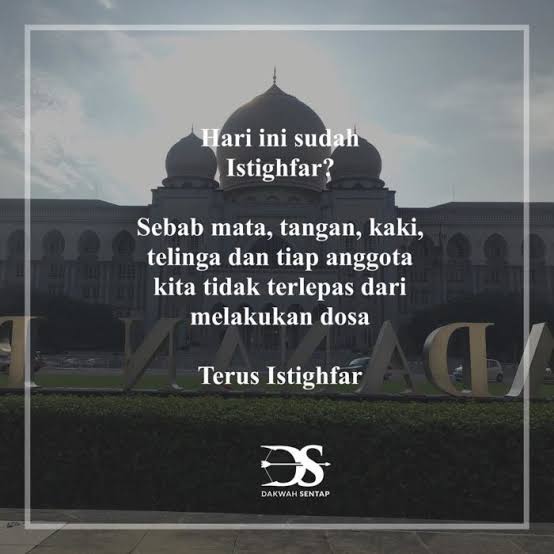 Hari ini sudah
Istighfar?
Sebab mata, tangan, kaki,
telinga dan tiap anggota
kita tidak terlepas dari
melakukan dosa
Terus Istighfar
DS
DAKWAH SENTAP